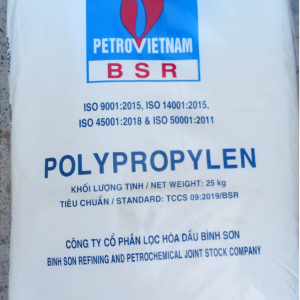 PETROVIETNAM
BSR
ISO 9001:2015, ISO 14001:2015,
ISO 45001:2018 & ISO 50001:2011
POLYPROPYLEN
KHỐI LƯỢNG TỊNH / NET WEIGHT: 25 kg
TIÊU CHUẨN / STANDARD: TCCS 09:2019/BSR
CÔNG TY CỔ PHẦN LỌC HÓA DẦU BÌNH SƠN
BINH SON REFINING AND PETROCHEMICAL JOINT STOCK COMPANY